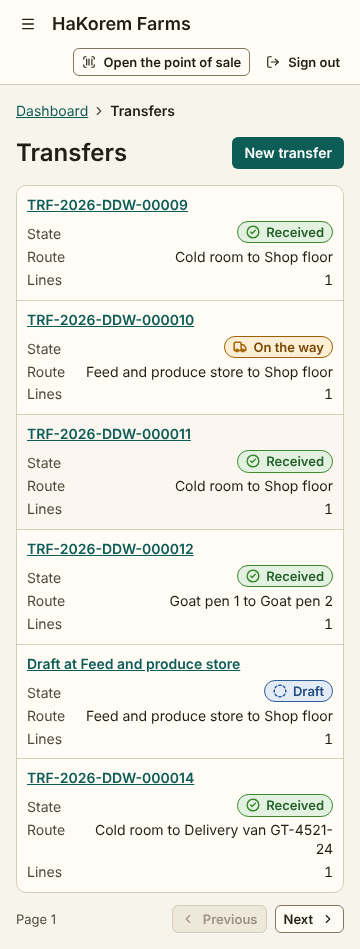 HaKorem Farms
Open the point of sale
Sign out
Dashboard > Transfers
Transfers
New transfer
TRF-2026-DDW-00009
State Received
Route Cold room to Shop floor
Lines 1
TRF-2026-DDW-000010
State On the way
Route Feed and produce store to Shop floor
Lines 1
TRF-2026-DDW-000011
State Received
Route Cold room to Shop floor
Lines 1
TRF-2026-DDW-000012
State Received
Route Goat pen 1 to Goat pen 2
Lines 1
Draft at Feed and produce store
State Draft
Route Feed and produce store to Shop floor
Lines 1
TRF-2026-DDW-000014
State Received
Route Cold room to Delivery van GT-4521-
24
Lines 1
Page 1 Previous Next